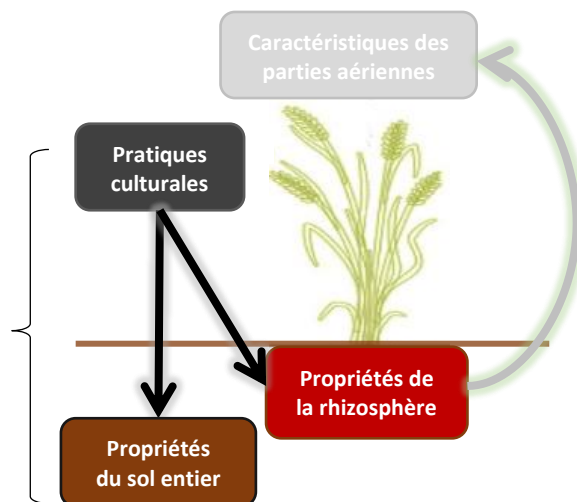 Caractéristiques des
parties aériennes
Pratiques
culturales
Propriétés de
la rhizosphère
Propriétés
du sol entier